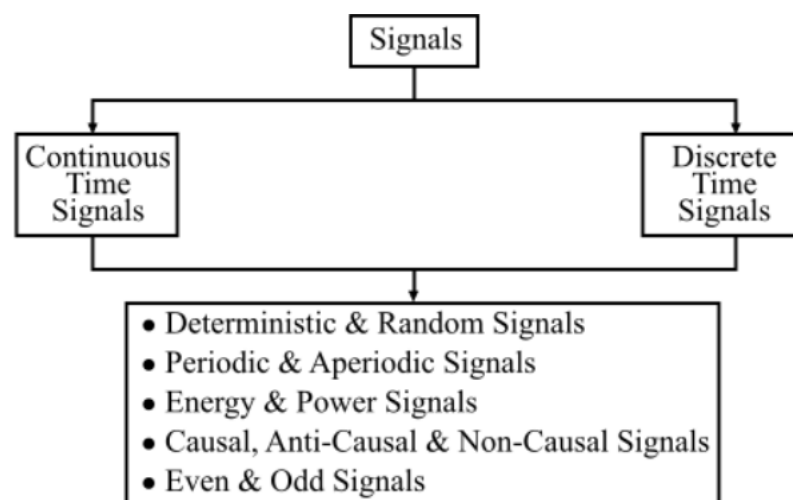 Signals
Continuous
Time
Signals
Discrete
Time
Signals
• Deterministic & Random Signals
• Periodic & Aperiodic Signals
• Energy & Power Signals
• Causal, Anti-Causal & Non-Causal Signals
• Even & Odd Signals